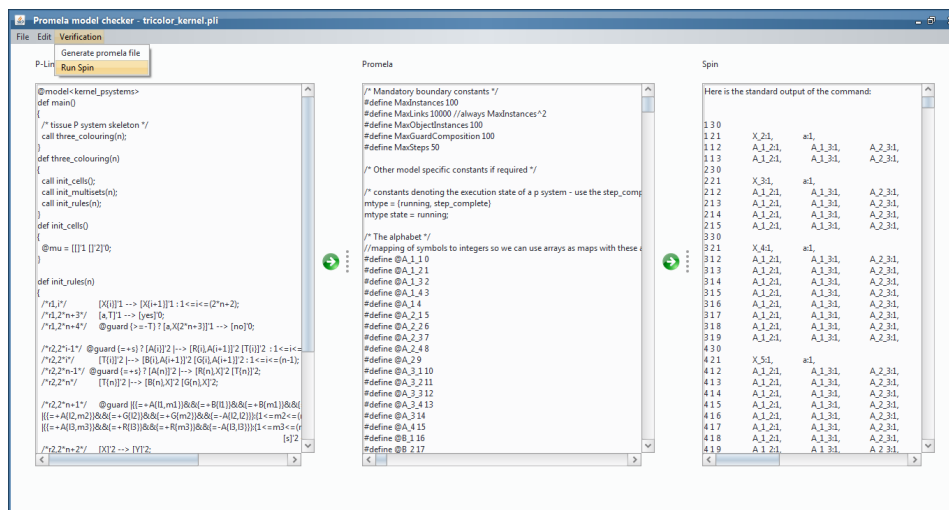 Promela model checker - tricolor_kernel.pli
File Edit Verification
Generate promela file
Run Spin
P-Lin
Promela
Spin
@model<kernel_psystems>
def main()
{
/* tissue P system skeleton */
call three_colouring(n);
}
def three_colouring(n)
{
call init_cells();
call init_multisets(n);
call init_rules(n);
}
def init_cells()
{
@mu = [[]'1 []'2]'0;
}
def init_rules(n)
{
/*r1,i*/ [X{i}]'1 --> [X{i+1}]'1 : 1<=i<=(2*n+2);
/*r1,2*n+3*/ [a,T]'1 --> [yes]'0;
/*r1,2*n+4*/ @guard {>=-T} ? [a,X{2*n+3}]'1 --> [no]'0;
/*r2,2*i-1*/ @guard {=+s} ? [A{i}]'2 |--> [R{i},A{i+1}]'2 [T{i}]'2 : 1<=i<=
/*r2,2*i*/ [T{i}]'2 |--> [B{i},A{i+1}]'2 [G{i},A{i+1}]'2 : 1<=i<=(n-1);
/*r2,2*n-1*/ @guard {=+s} ? [A{n}]'2 |--> [R{n},X]'2 [T{n}]'2;
/*r2,2*n*/ [T{n}]'2 |--> [B{n},X]'2 [G{n},X]'2;
/*r2,2*n+1*/ @guard |({=+A{l1,m1}}&&{=+B{l1}}&&{=+B{m1}}&&{
|({=+A{l2,m2}}&&{=+G{l2}}&&{=+G{m2}}&&{=-A{l2,l2}}):(1<=m2<=(
|({=+A{l3,m3}}&&{=+R{l3}}&&{=+R{m3}}&&{=-A{l3,l3}}):(1<=m3<=(
[s]'2
/*r2,2*n+2*/ [X]'2 --> [Y]'2;
/* Mandatory boundary constants */
#define MaxInstances 100
#define MaxLinks 10000 //always MaxInstances^2
#define MaxObjectInstances 100
#define MaxGuardComposition 100
#define MaxSteps 50
/* Other model specific constants if required */
/* constants denoting the execution state of a p system - use the step_comp
mtype = {running, step_complete}
mtype state = running;
/* The alphabet */
//mapping of symbols to integers so we can use arrays as maps with these a
#define @A_1_1 0
#define @A_1_2 1
#define @A_1_3 2
#define @A_1_4 3
#define @A_1 4
#define @A_2_1 5
#define @A_2_2 6
#define @A_2_3 7
#define @A_2_4 8
#define @A_2 9
#define @A_3_1 10
#define @A_3_2 11
#define @A_3_3 12
#define @A_3_4 13
#define @A_3 14
#define @A_4 15
#define @B_1 16
#define @B_2 17
Here is the standard output of the command:
1 3 0
1 2 1 X_2:1, a:1,
1 1 2 A_1_2:1, A_1_3:1, A_2_3:1,
1 1 3 A_1_2:1, A_1_3:1, A_2_3:1,
2 3 0
2 2 1 X_3:1, a:1,
2 1 2 A_1_2:1, A_1_3:1, A_2_3:1,
2 1 3 A_1_2:1, A_1_3:1, A_2_3:1,
2 1 4 A_1_2:1, A_1_3:1, A_2_3:1,
2 1 5 A_1_2:1, A_1_3:1, A_2_3:1,
3 3 0
3 2 1 X_4:1, a:1,
3 1 2 A_1_2:1, A_1_3:1, A_2_3:1,
3 1 3 A_1_2:1, A_1_3:1, A_2_3:1,
3 1 4 A_1_2:1, A_1_3:1, A_2_3:1,
3 1 5 A_1_2:1, A_1_3:1, A_2_3:1,
3 1 6 A_1_2:1, A_1_3:1, A_2_3:1,
3 1 7 A_1_2:1, A_1_3:1, A_2_3:1,
3 1 8 A_1_2:1, A_1_3:1, A_2_3:1,
3 1 9 A_1_2:1, A_1_3:1, A_2_3:1,
4 3 0
4 2 1 X_5:1, a:1,
4 1 2 A_1_2:1, A_1_3:1, A_2_3:1,
4 1 3 A_1_2:1, A_1_3:1, A_2_3:1,
4 1 4 A_1_2:1, A_1_3:1, A_2_3:1,
4 1 5 A_1_2:1, A_1_3:1, A_2_3:1,
4 1 6 A_1_2:1, A_1_3:1, A_2_3:1,
4 1 7 A_1_2:1, A_1_3:1, A_2_3:1,
4 1 8 A_1_2:1, A_1_3:1, A_2_3:1,
4 1 9 A_1_2:1, A_1_3:1, A_2_3:1,